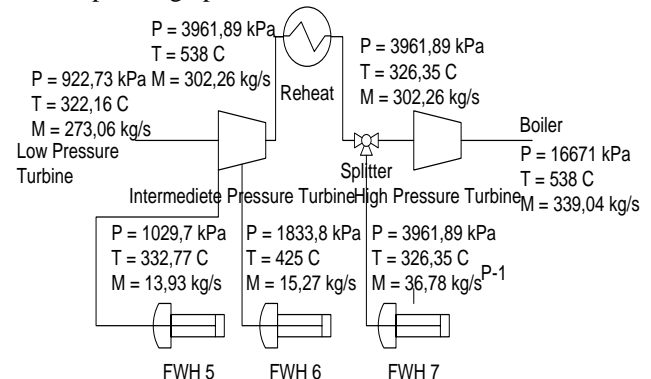 P = 3961,89 kPa
T = 538 C
M = 302,26 kg/s
P = 922,73 kPa
T = 322,16 C
M = 273,06 kg/s
Low Pressure
Turbine
Reheat
P = 3961,89 kPa
T = 326,35 C
M = 302,26 kg/s
Boiler
P = 16671 kPa
T = 538 C
M = 339,04 kg/s
Splitter
Intermediete Pressure Turbine
High Pressure Turbine
P = 1029,7 kPa
T = 332,77 C
M = 13,93 kg/s
P = 1833,8 kPa
T = 425 C
M = 15,27 kg/s
P = 3961,89 kPa
T = 326,35 C
M = 36,78 kg/s
P-1
FWH 5
FWH 6
FWH 7